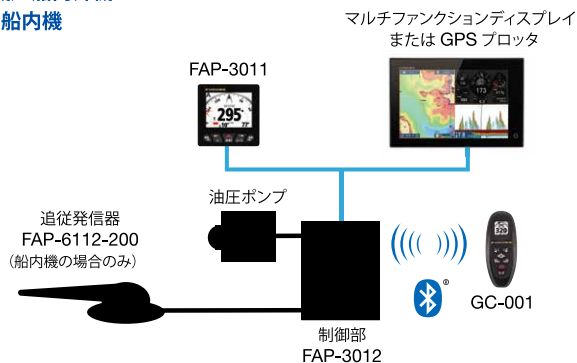 船内機
マルチファンクションディスプレイ
または GPS プロッタ
FAP-3011
295
173
油圧ポンプ
追従発信器
FAP-6112-200
(船内機の場合のみ)
320
GC-001
制御部
FAP-3012